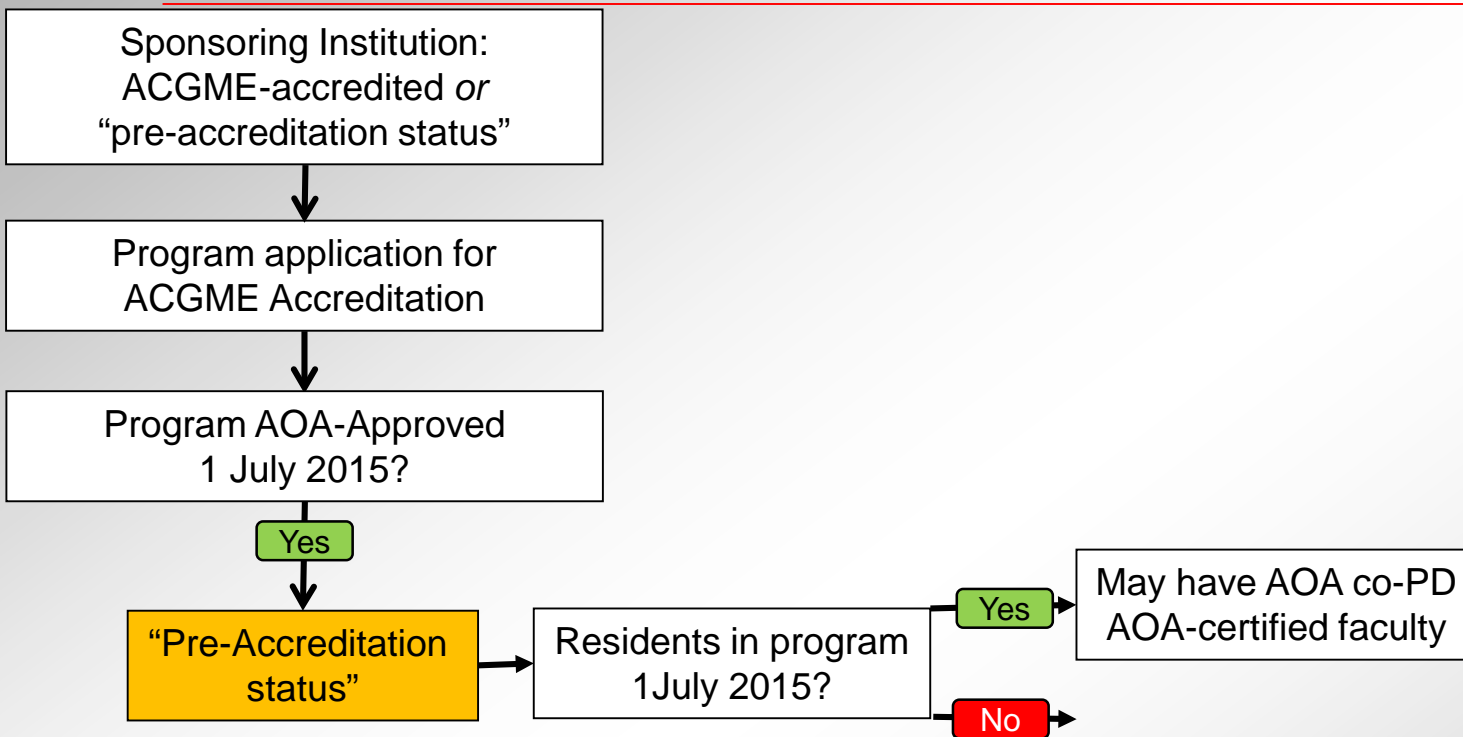 Sponsoring Institution:
ACGME-accredited or
“pre-accreditation status”
Program application for
ACGME Accreditation
Program AOA-Approved
1 July 2015?
Yes
“Pre-Accreditation
status”
Residents in program
1July 2015?
Yes
May have AOA co-PD
AOA-certified faculty
No